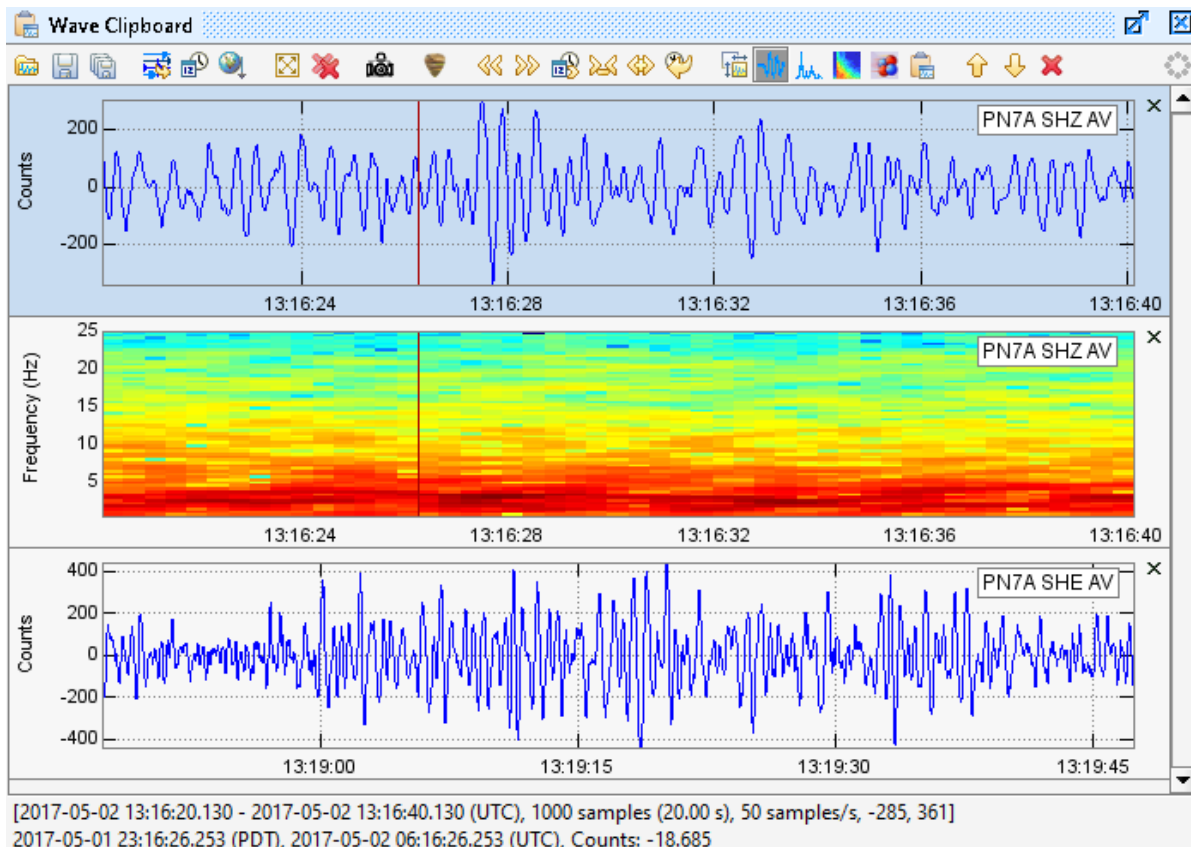 Wave Clipboard
PN7A SHZ AV
Counts
200
0
-200
13:16:24 13:16:28 13:16:32 13:16:36 13:16:40
PN7A SHZ AV
Frequency (Hz)
25
20
15
10
5
13:16:24 13:16:28 13:16:32 13:16:36 13:16:40
PN7A SHE AV
Counts
400
200
0
-200
-400
13:19:00 13:19:15 13:19:30 13:19:45
[2017-05-02 13:16:20.130 - 2017-05-02 13:16:40.130 (UTC), 1000 samples (20.00 s), 50 samples/s, -285, 361]
2017-05-01 23:16:26.253 (PDT), 2017-05-02 06:16:26.253 (UTC), Counts: -18.685